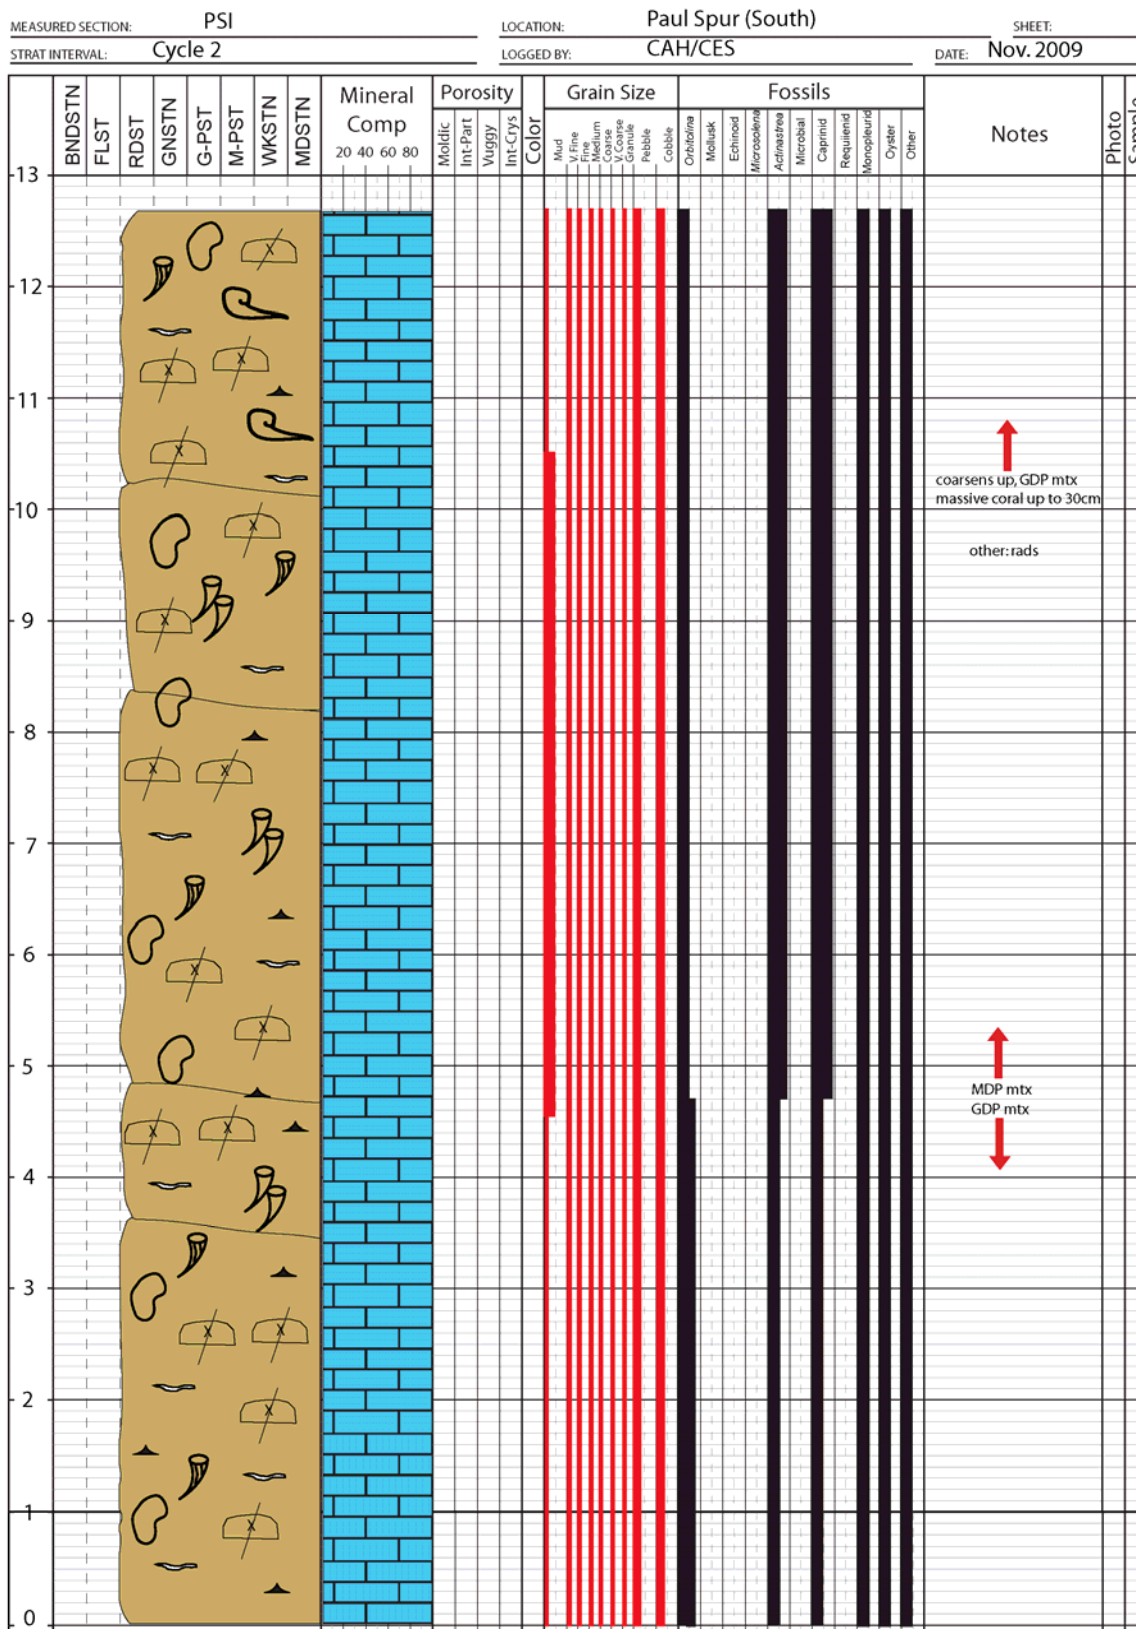 MEASURED SECTION: PSI LOCATION: Paul Spur (South) SHEET:
STRAT INTERVAL: Cycle 2 LOGGED BY: CAH/CES DATE: Nov. 2009
BNDSTN FLST RDST GNSTN G-PST M-PST WKSTN MDSTN
Mineral
Comp
20 40 60 80
Porosity
Moldic Int-Part Vuggy Int-Crys
Color
Grain Size
Mud V. Fine Fine Medium Coarse V. Coarse Granule Pebble Cobble
Fossils
Orbitolina Mollusk Echinoid Microsolena Actinastrea Microbial Caprinid Requienid Monopleurid Oyster Other
Notes
Photo
Sample
13
12
11
coarsens up, GDP mtx
massive coral up to 30cm
10
other: rads
9
8
7
6
5
MDP mtx
GDP mtx
4
3
2
1
0